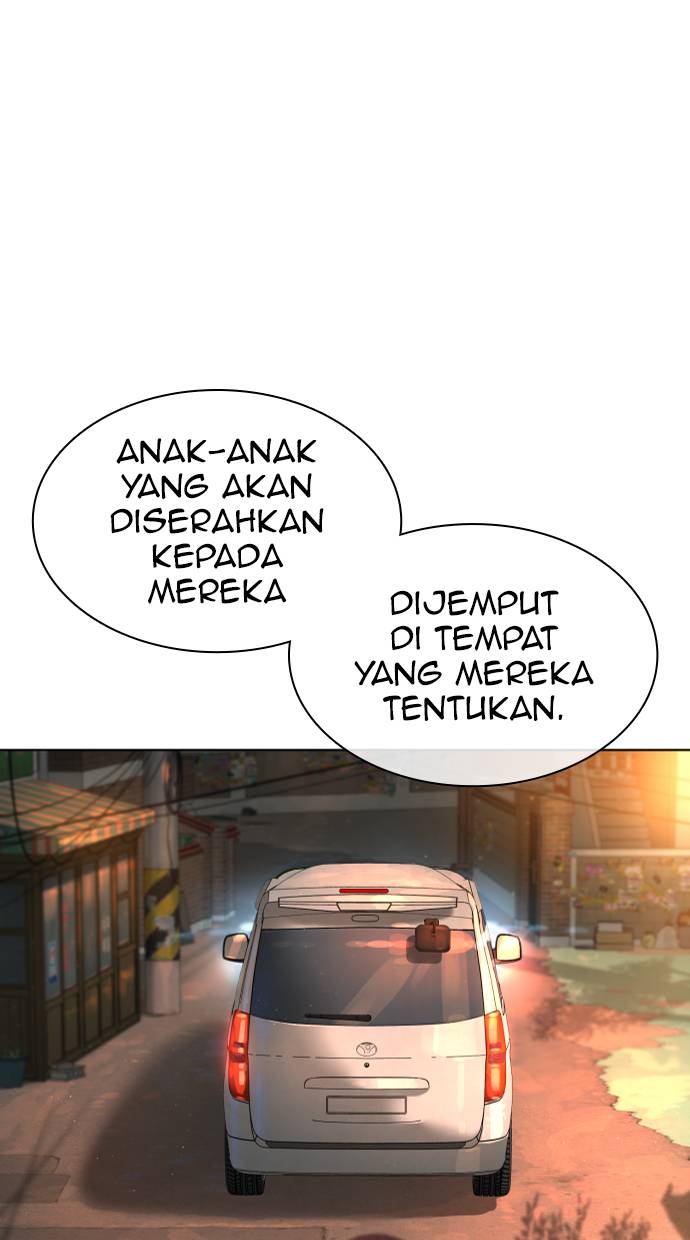 ANAK-ANAK
YANG AKAN
DISERAHKAN
KEPADA
MEREKA
DIJEMPUT
DI TEMPAT
YANG MEREKA
TENTUKAN.